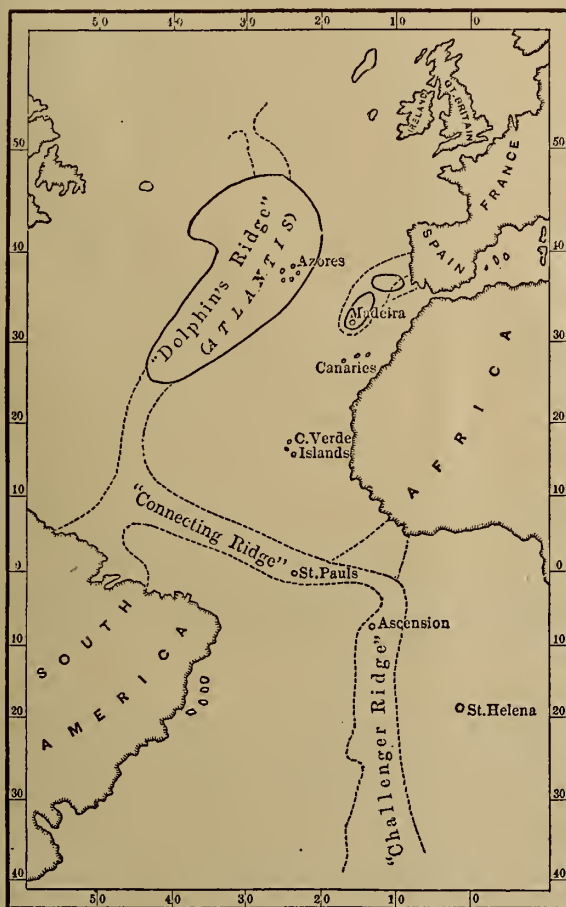 50 40 30 20 10 0
IRELAND
GT. BRITAIN
50 50
FRANCE
40 40
SPAIN
"Dolphin's Ridge"
(ATLANTIS)
Azores
Madeira
30 30
Canaries
AFRICA
20 20
C. Verde
Islands
10 10
"Connecting Ridge"
0 0
St. Pauls
SOUTH
AMERICA
Ascension
10 10
"Challenger Ridge"
St. Helena
20 20
30 30
40 40
50 40 30 20 10 0